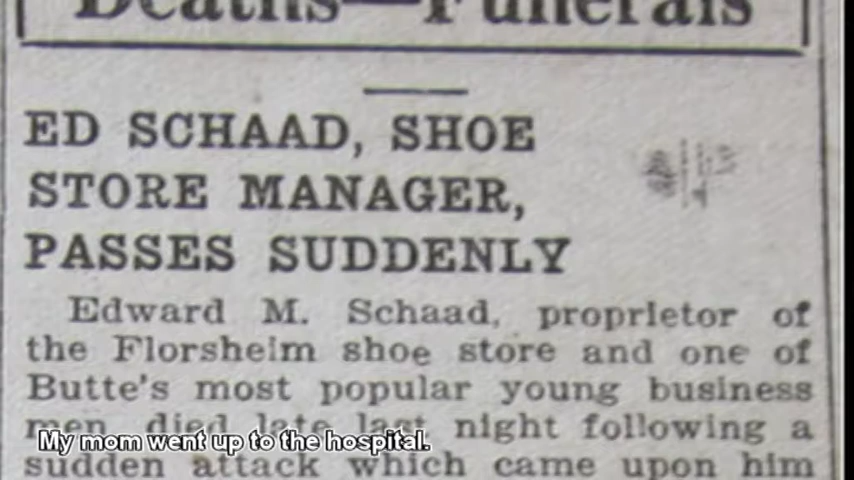 Deaths—Funerals
ED SCHAAD, SHOE
STORE MANAGER,
PASSES SUDDENLY
Edward M. Schaad, proprietor of
the Florsheim shoe store and one of
Butte's most popular young business
men, died late last night following a
My mom went up to the hospital.
sudden attack which came upon him